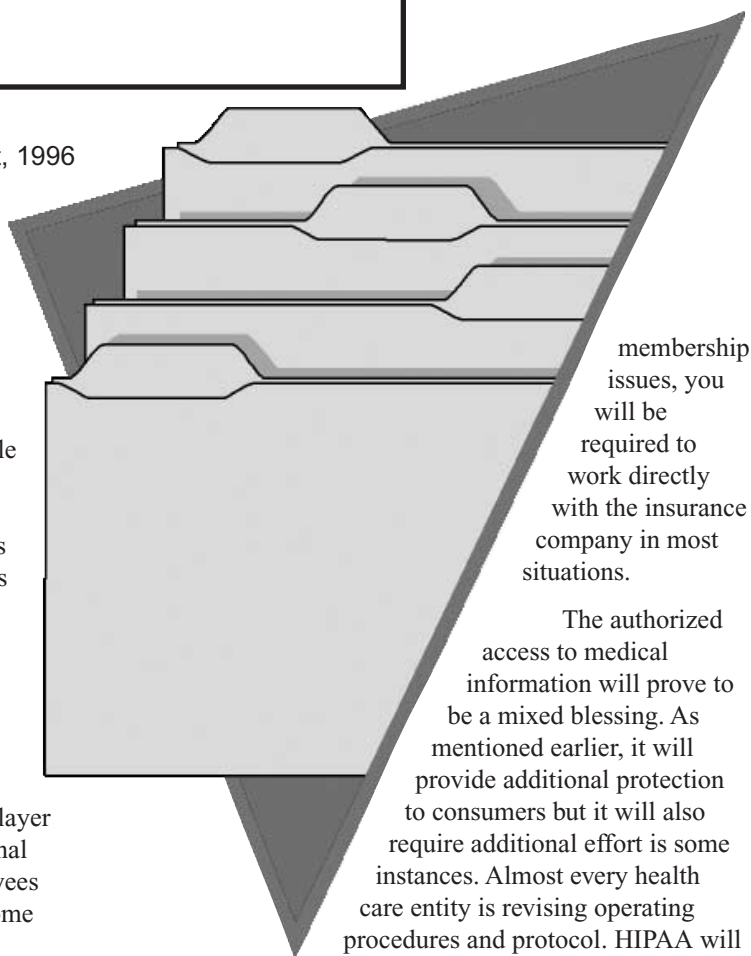 t, 1996
le
s
s
layer
nal
yees
ome
membership
issues, you
will be
required to
work directly
with the insurance
company in most
situations.
The authorized
access to medical
information will prove to
be a mixed blessing. As
mentioned earlier, it will
provide additional protection
to consumers but it will also
require additional effort is some
instances. Almost every health
care entity is revising operating
procedures and protocol. HIPAA will